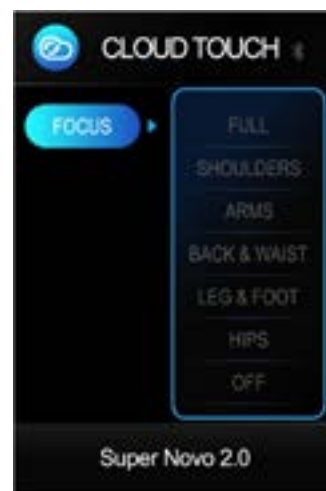 CLOUD TOUCH
FOCUS
FULL
SHOULDERS
ARMS
BACK & WAIST
LEG & FOOT
HIPS
OFF
Super Novo 2.0